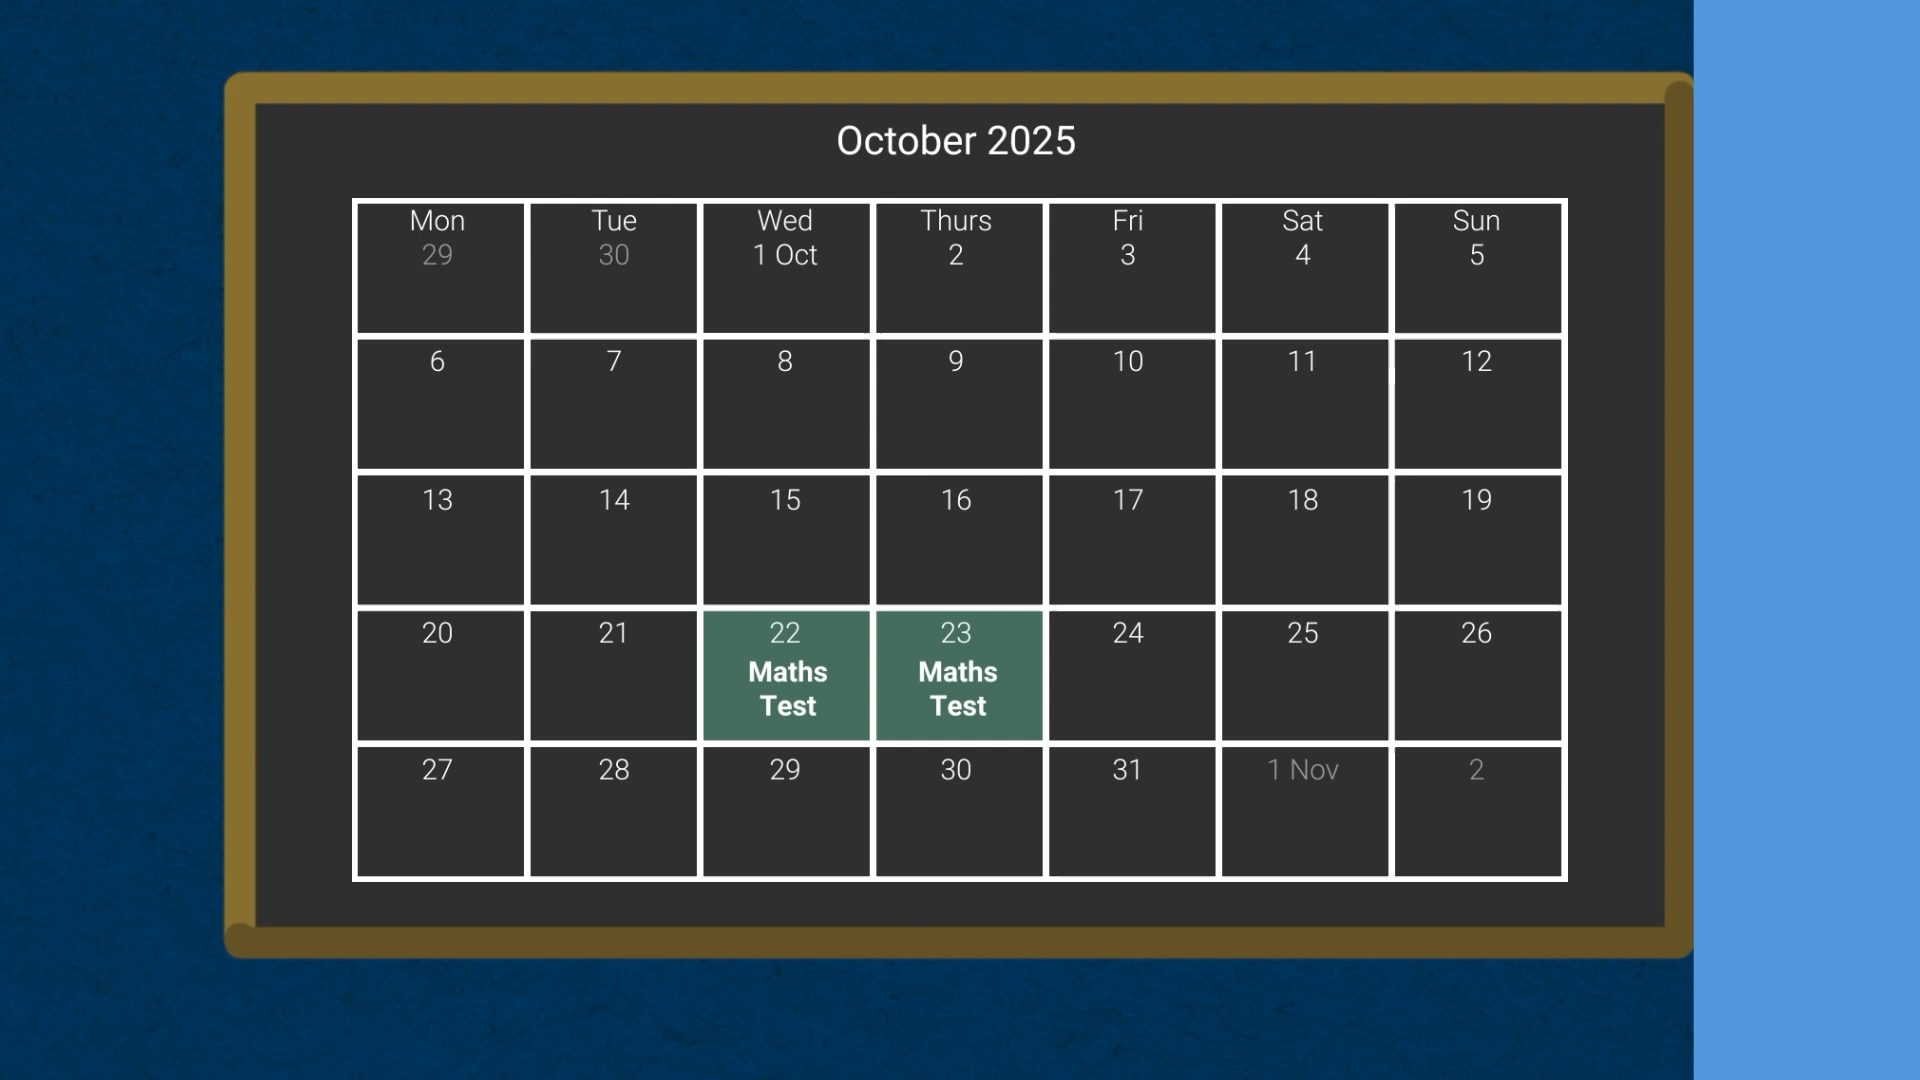 October 2025
Mon Tue Wed Thurs Fri Sat Sun
29 30 1 Oct 2 3 4 5
6 7 8 9 10 11 12
13 14 15 16 17 18 19
20 21 22 23 24 25 26
Maths Maths
Test Test
27 28 29 30 31 1 Nov 2